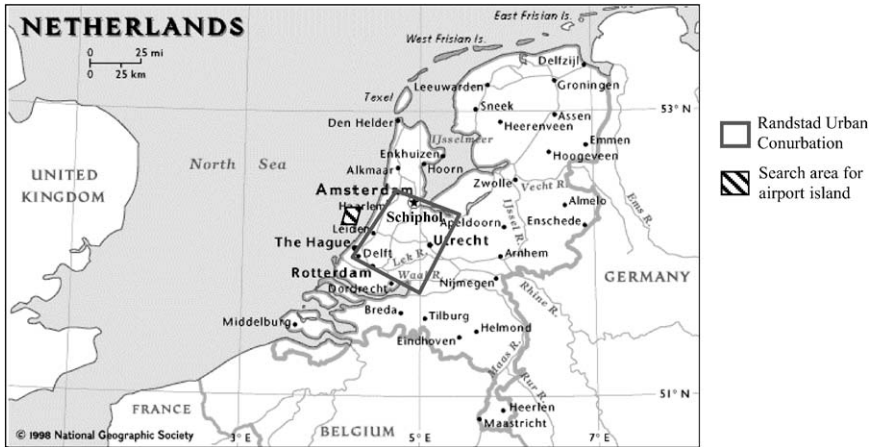 NETHERLANDS
East Frisian Is.
West Frisian Is.
0 25 mi
0 25 km
Delfzijl
Leeuwarden
Groningen
Texel
Sneek
Assen
53° N
Den Helder
Heerenveen
IJsselmeer
Emmen
Enkhuizen
Hoogeveen
North Sea
Alkmaar
Hoorn
UNITED
KINGDOM
Zwolle
Vecht R.
Amsterdam
Haarlem
Almelo
Ems R.
Schiphol
Apeldoorn
IJssel R.
Enschede
Leiden
The Hague
Utrecht
Delft
Lek R.
Arnhem
Rotterdam
Waal R.
GERMANY
Dordrecht
Nijmegen
Rhine R.
Breda
Tilburg
Middelburg
Helmond
Eindhoven
Maas R.
Rur R.
51° N
FRANCE
Heerlen
Maastricht
© 1998 National Geographic Society
3° E
BELGIUM
5° E
7° E
Randstad Urban
Conurbation
Search area for
airport island